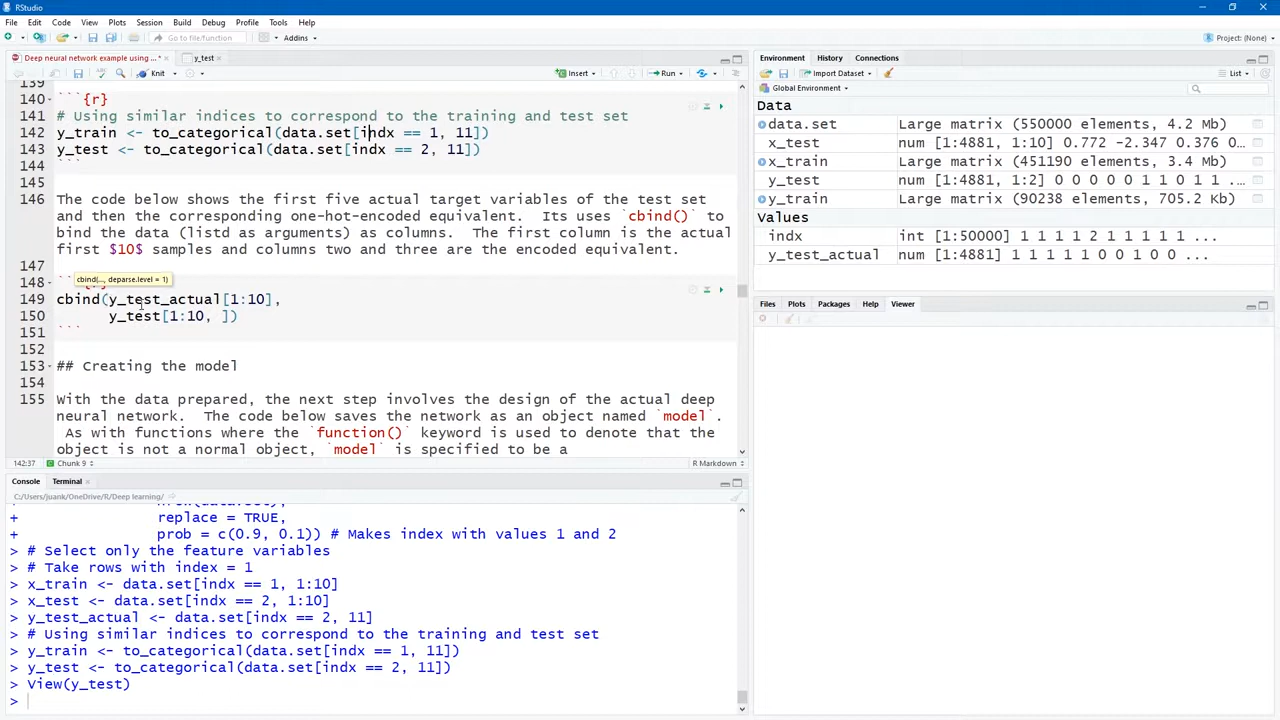 RStudio
File Edit Code View Plots Session Build Debug Profile Tools Help
Go to file/function Addins Project: (None)
Deep neural network example using ...* y_test
Knit Insert Run
139
140 ```{r}
141 # Using similar indices to correspond to the training and test set
142 y_train <- to_categorical(data.set[indx == 1, 11])
143 y_test <- to_categorical(data.set[indx == 2, 11])
144 ```
145
146 The code below shows the first five actual target variables of the test set
and then the corresponding one-hot-encoded equivalent.  Its uses `cbind()` to
bind the data (listd as arguments) as columns.  The first column is the actual
first $10$ samples and columns two and three are the encoded equivalent.
147
cbind(..., deparse.level = 1)
148
149 cbind(y_test_actual[1:10],
150 y_test[1:10, ])
151 ```
152
153 ## Creating the model
154
155 With the data prepared, the next step involves the design of the actual deep
neural network.  The code below saves the network as an object named `model`.
As with functions where the `function()` keyword is used to denote that the
object is not a normal object, `model` is specified to be a
142:37 Chunk 9 R Markdown
Console Terminal
C:/Users/juank/OneDrive/R/Deep learning/
+ nrow(data.set),
+ replace = TRUE,
+ prob = c(0.9, 0.1)) # Makes index with values 1 and 2
> # Select only the feature variables
> # Take rows with index = 1
> x_train <- data.set[indx == 1, 1:10]
> x_test <- data.set[indx == 2, 1:10]
> y_test_actual <- data.set[indx == 2, 11]
> # Using similar indices to correspond to the training and test set
> y_train <- to_categorical(data.set[indx == 1, 11])
> y_test <- to_categorical(data.set[indx == 2, 11])
> View(y_test)
>
Environment History Connections
Import Dataset List
Global Environment
Data
data.set Large matrix (550000 elements, 4.2 Mb)
x_test num [1:4881, 1:10] 0.772 -2.347 0.376 0...
x_train Large matrix (451190 elements, 3.4 Mb)
y_test num [1:4881, 1:2] 0 0 0 0 0 1 1 0 1 1 ...
y_train Large matrix (90238 elements, 705.2 Kb)
Values
indx int [1:50000] 1 1 1 1 2 1 1 1 1 1 ...
y_test_actual num [1:4881] 1 1 1 1 1 0 0 1 0 0 ...
Files Plots Packages Help Viewer